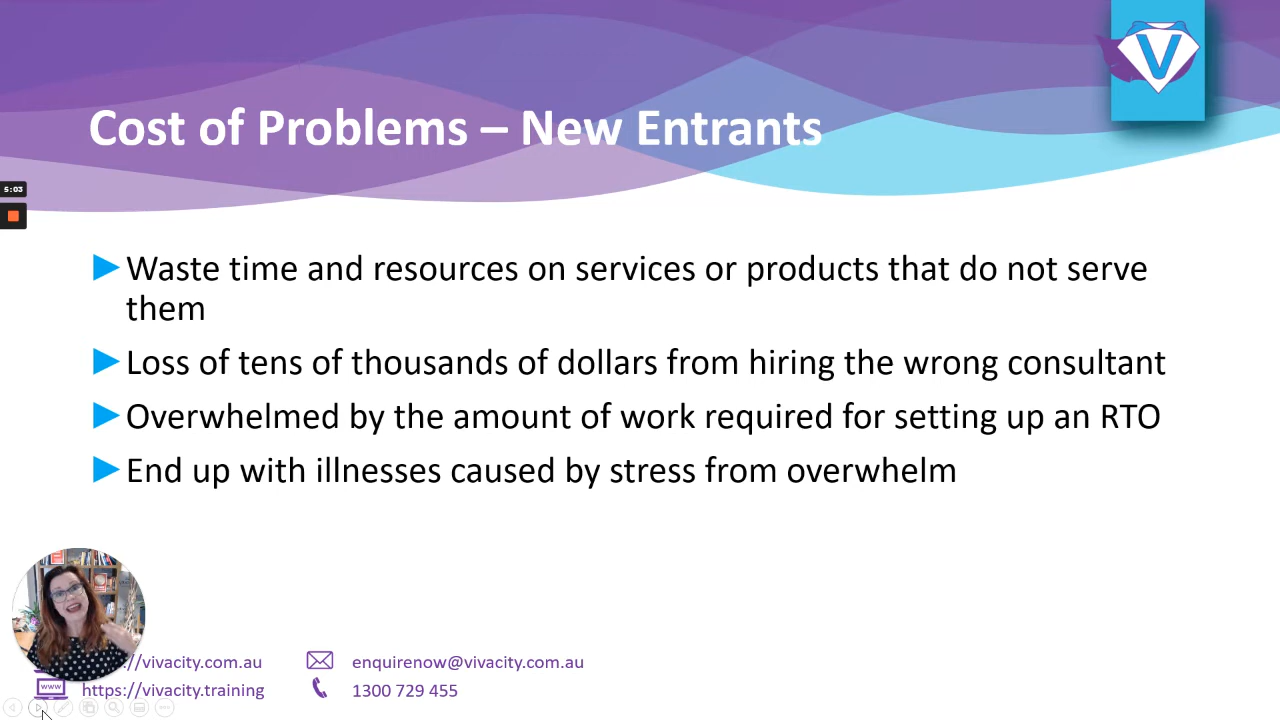 V
Cost of Problems – New Entrants
5:03
Waste time and resources on services or products that do not serve
them
Loss of tens of thousands of dollars from hiring the wrong consultant
Overwhelmed by the amount of work required for setting up an RTO
End up with illnesses caused by stress from overwhelm
//vivacity.com.au
enquirenow@vivacity.com.au
www
https://vivacity.training
1300 729 455